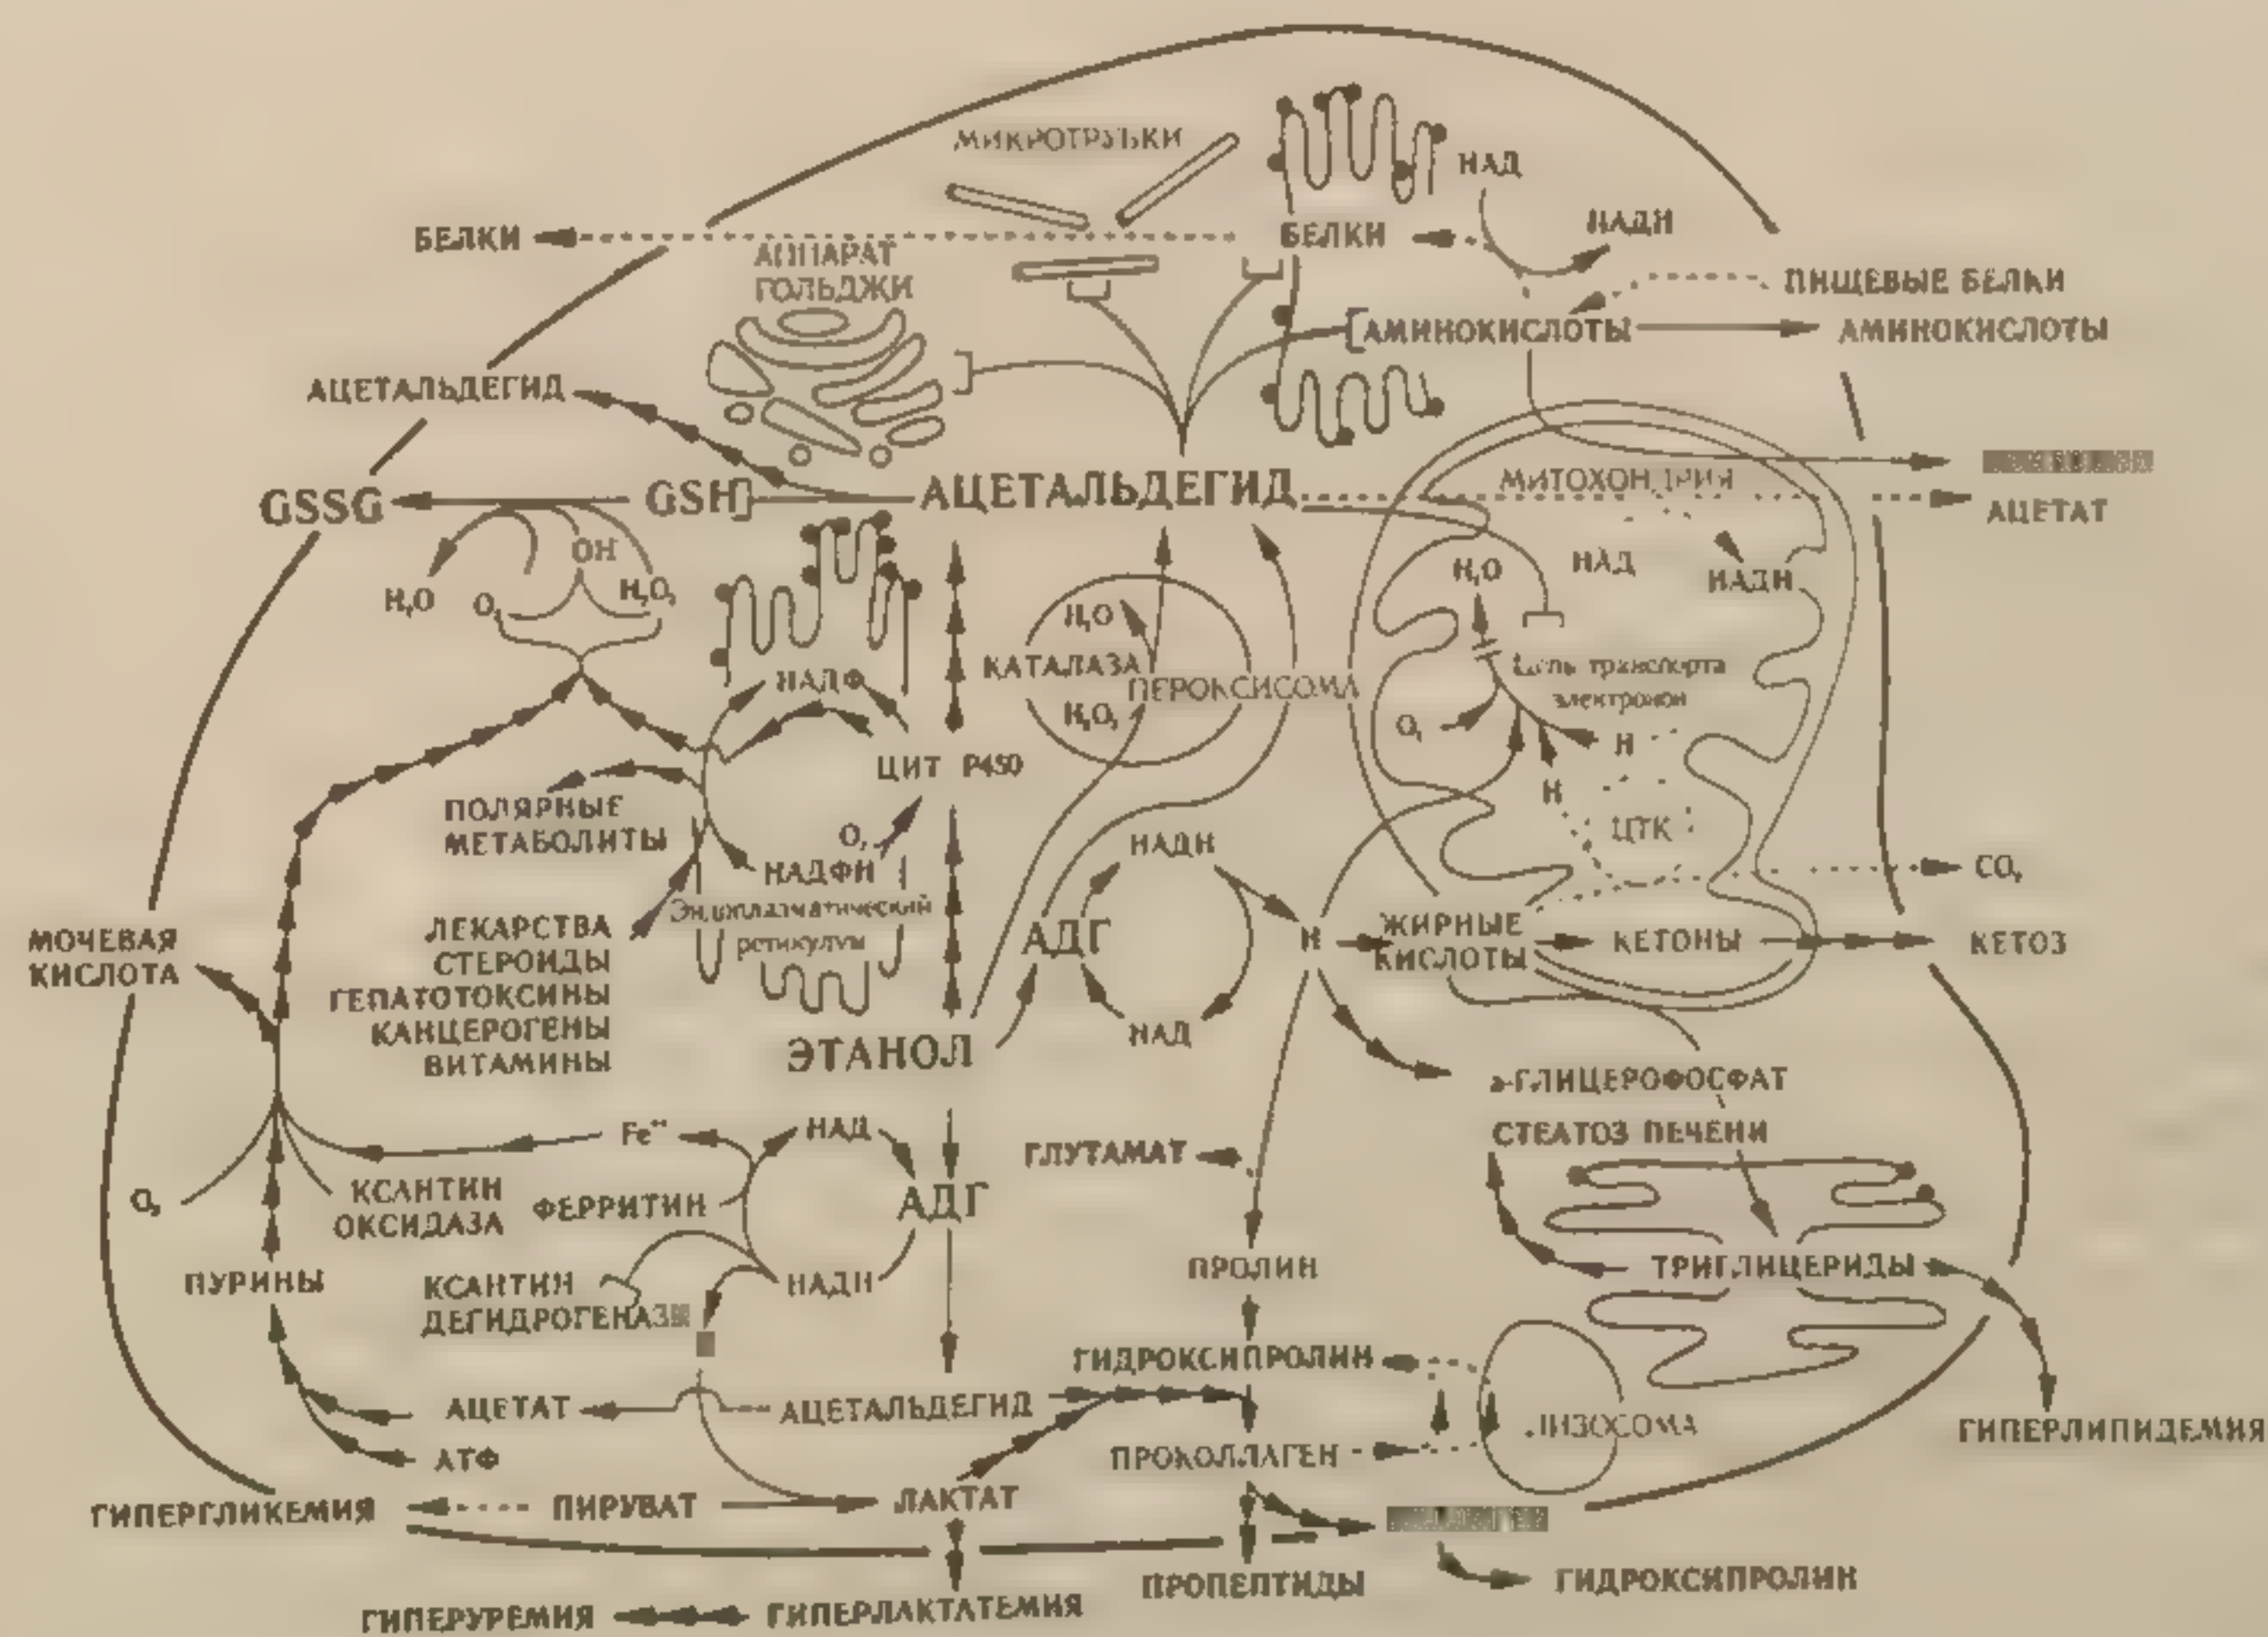 МИКРОТРУБКИ
НАД
БЕЛКИ
БЕЛКИ
НАДН
АППАРАТ
ГОЛЬДЖИ
ПИЩЕВЫЕ БЕЛКИ
АМИНОКИСЛОТЫ
АМИНОКИСЛОТЫ
АЦЕТАЛЬДЕГИД
GSSG
GSH
АЦЕТАЛЬДЕГИД
МИТОХОНДРИЯ
АЦЕТАТ
OH
H₂O
O₂
H₂O₂
H₂O
НАД
НАДН
H₂O
КАТАЛАЗА
ПЕРОКСИСОМА
H₂O₂
Цепь транспорта
электронон
НАДФ
O₂
H
ЦИТ P450
H
ЦТК
ПОЛЯРНЫЕ
МЕТАБОЛИТЫ
O₂
НАДФН
НАДН
CO₂
Эндоплазматический
ретикулум
ЛЕКАРСТВА
СТЕРОИДЫ
ГЕПАТОТОКСИНЫ
КАНЦЕРОГЕНЫ
ВИТАМИНЫ
МОЧЕВАЯ
КИСЛОТА
АДГ
H
ЖИРНЫЕ
КИСЛОТЫ
КЕТОНЫ
КЕТОЗ
НАД
ЭТАНОЛ
a-ГЛИЦЕРОФОСФАТ
СТЕАТОЗ ПЕЧЕНИ
Fe⁺⁺
НАД
ГЛУТАМАТ
O₂
КСАНТИН
ОКСИДАЗА
ФЕРРИТИН
АДГ
ПУРИНЫ
КСАНТИН
ДЕГИДРОГЕНАЗЫ
НАДН
ПРОЛИН
ТРИГЛИЦЕРИДЫ
ГИДРОКСИПРОЛИН
АЦЕТАТ
АЦЕТАЛЬДЕГИД
ЛИЗОСОМА
ГИПЕРЛИПИДЕМИЯ
АТФ
ПРОКОЛЛАГЕН
ГИПЕРГЛИКЕМИЯ
ПИРУВАТ
ЛАКТАТ
ПРОПЕПТИДЫ
ГИДРОКСИПРОЛИН
ГИПЕРУРЕМИЯ
ГИПЕРЛАКТАТЕМИЯ